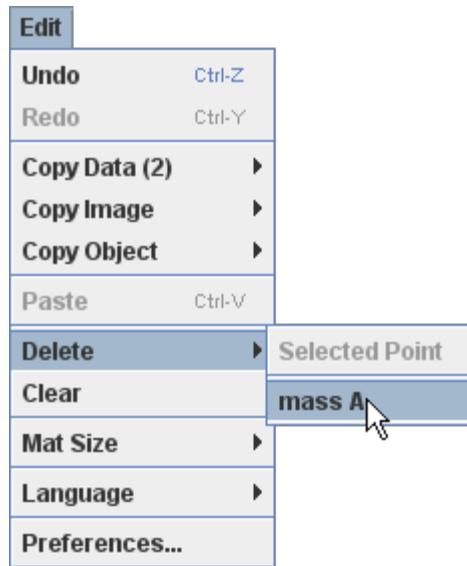 Edit
Undo Ctrl-Z
Redo Ctrl-Y
Copy Data (2)
Copy Image
Copy Object
Paste Ctrl-V
Delete
Selected Point
Clear
mass A
Mat Size
Language
Preferences...